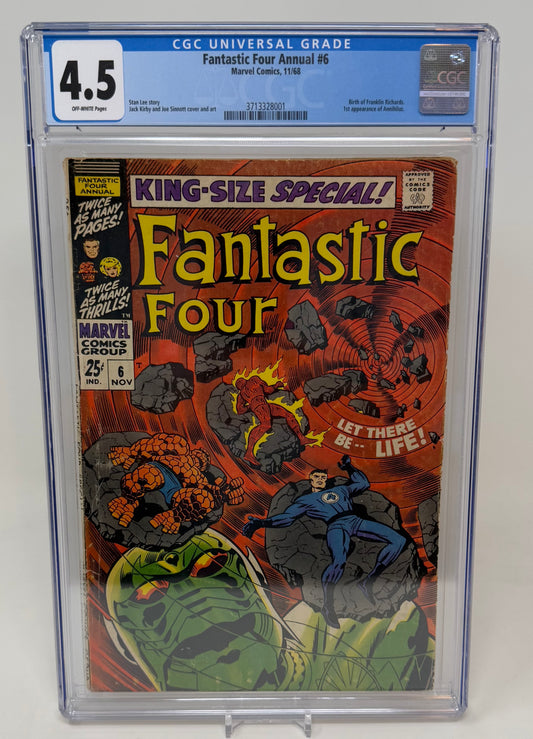 CGC UNIVERSAL GRADE
4.5
OFF-WHITE Pages
Fantastic Four Annual #6
Marvel Comics, 11/68
Stan Lee story
Jack Kirby and Joe Sinnott cover and art
3713328001
Birth of Franklin Richards.
1st appearance of Annihilus.
CGC
FANTASTIC
FOUR
ANNUAL
TWICE
AS MANY
PAGES!
TWICE
AS MANY
THRILLS!
MARVEL
COMICS
GROUP
25¢
IND.
6
NOV
KING-SIZE SPECIAL!
APPROVED
BY THE
COMICS
CODE
AUTHORITY
Fantastic
Four
TM
LET THERE
BE-- LIFE!